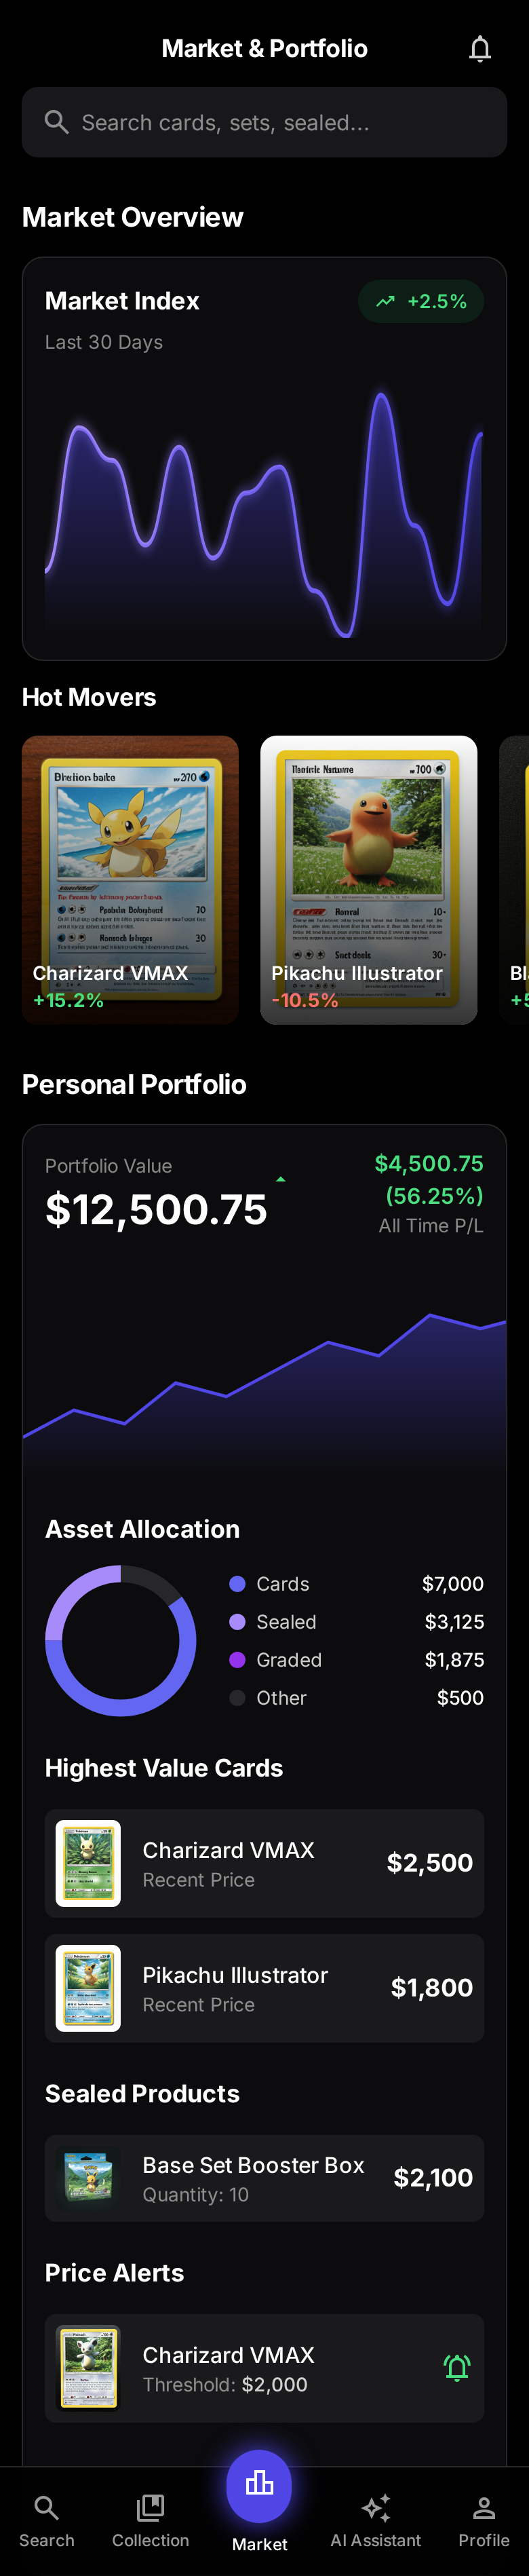 Market & Portfolio
Search cards, sets, sealed...
Market Overview
Market Index
+2.5%
Last 30 Days
Hot Movers
Charizard VMAX
+15.2%
Pikachu Illustrator
-10.5%
Personal Portfolio
Portfolio Value
$12,500.75
$4,500.75
(56.25%)
All Time P/L
Asset Allocation
Cards $7,000
Sealed $3,125
Graded $1,875
Other $500
Highest Value Cards
Charizard VMAX
Recent Price
$2,500
Pikachu Illustrator
Recent Price
$1,800
Sealed Products
Base Set Booster Box
Quantity: 10
$2,100
Price Alerts
Charizard VMAX
Threshold: $2,000
Search
Collection
Market
AI Assistant
Profile